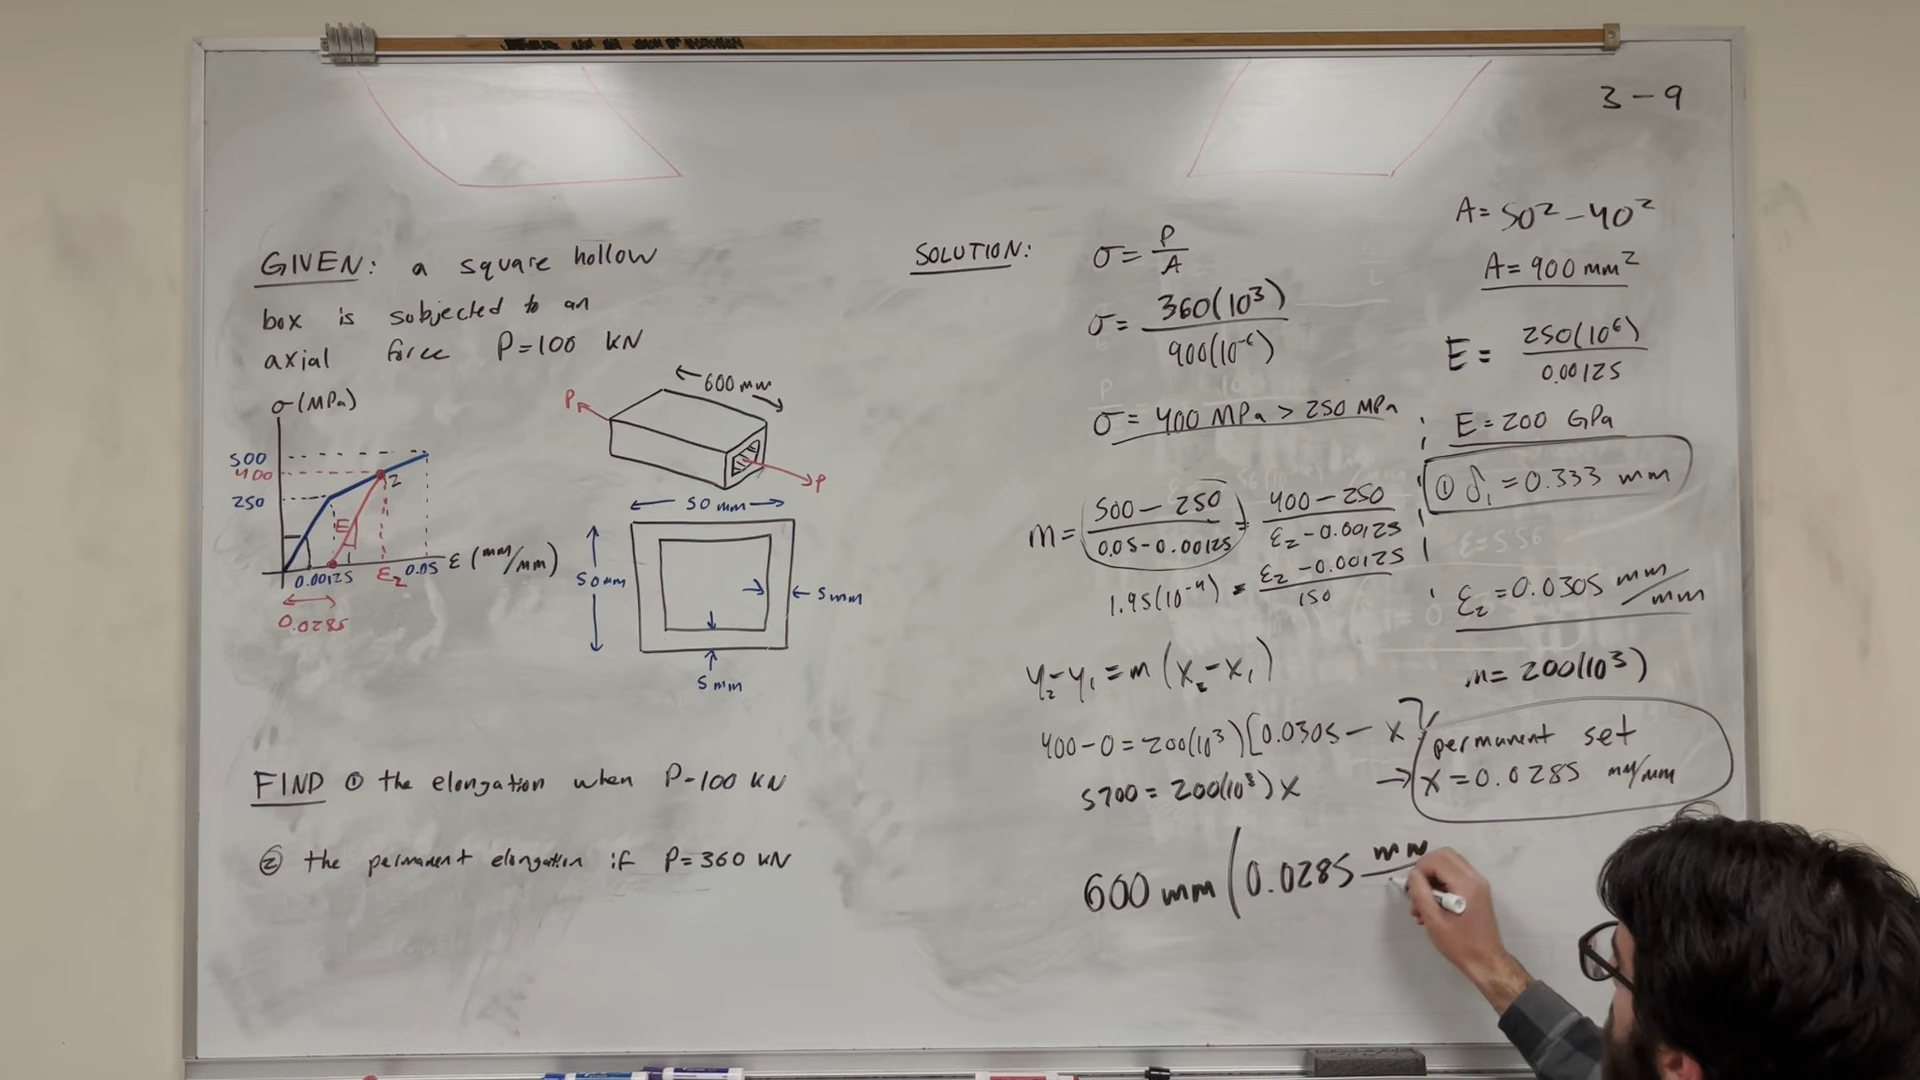 3-9
GIVEN: a square hollow
box is subjected to an
axial force P=100 KN
σ(MPa)
500
400
250
2
E
0.00125
ε2
0.05
ε (mm/mm)
0.0285
600 mm
P
P
50 mm
50mm
5mm
5mm
FIND ① the elongation when P=100 KN
② the permanent elongation if P=360 KN
SOLUTION:
σ = P/A
σ = 360(10³)/900(10⁻⁶)
σ = 400 MPa > 250 MPa
m = (500-250/0.05-0.00125) = 400-250/ε2-0.00125
1.95(10⁻⁴) = ε2-0.00125/150
y2-y1 = m(x2-x1)
400-0 = 200(10³)[0.0305-x]
5700 = 200(10³)x
→ x = 0.0285 mm/mm
permanent set
600 mm (0.0285 mm
A = 50²-40²
A = 900 mm²
E = 250(10⁶)/0.00125
E = 200 GPa
① δ1 = 0.333 mm
ε2 = 0.0305 mm/mm
m = 200(10³)